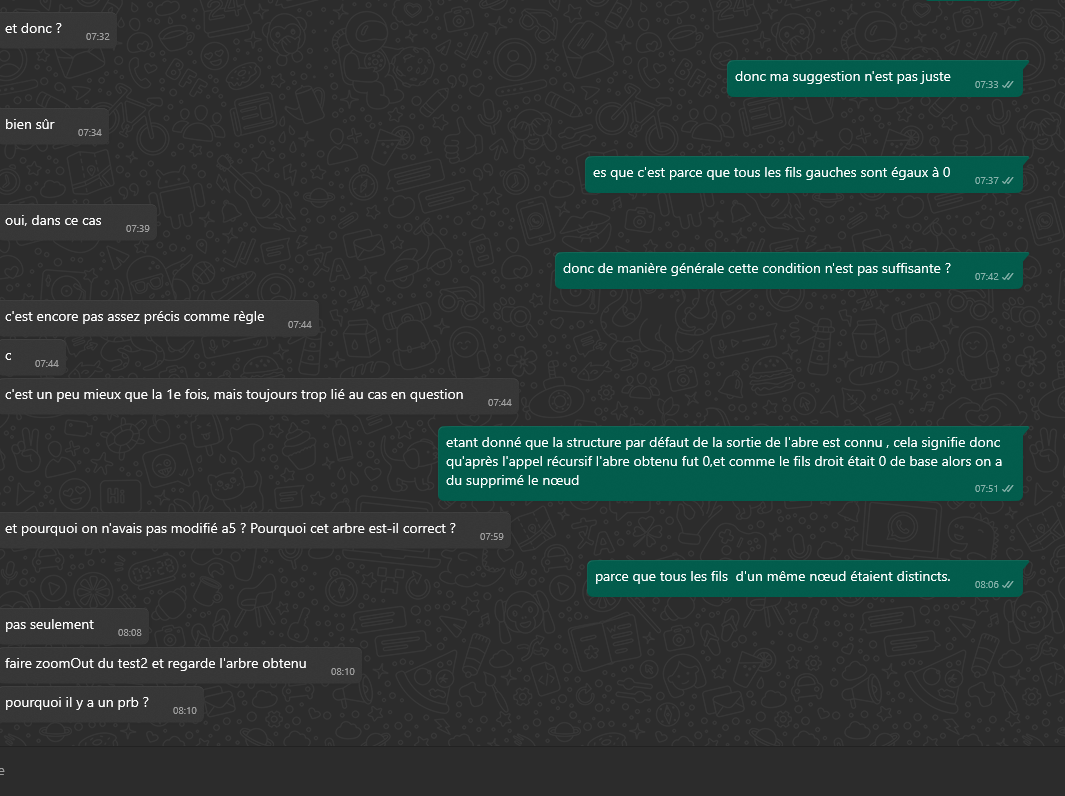 et donc ?
07:32
donc ma suggestion n'est pas juste
07:33
bien sûr
07:34
es que c'est parce que tous les fils gauches sont égaux à 0
07:37
oui, dans ce cas
07:39
donc de manière générale cette condition n'est pas suffisante ?
07:42
c'est encore pas assez précis comme règle
07:44
c
07:44
c'est un peu mieux que la 1e fois, mais toujours trop lié au cas en question
07:44
etant donné que la structure par défaut de la sortie de l'abre est connu , cela signifie donc
qu'après l'appel récursif l'abre obtenu fut 0,et comme le fils droit était 0 de base alors on a
du supprimé le nœud
07:51
et pourquoi on n'avais pas modifié a5 ? Pourquoi cet arbre est-il correct ?
07:59
parce que tous les fils  d'un même nœud étaient distincts.
08:06
pas seulement
08:08
faire zoomOut du test2 et regarde l'arbre obtenu
08:10
pourquoi il y a un prb ?
08:10
e